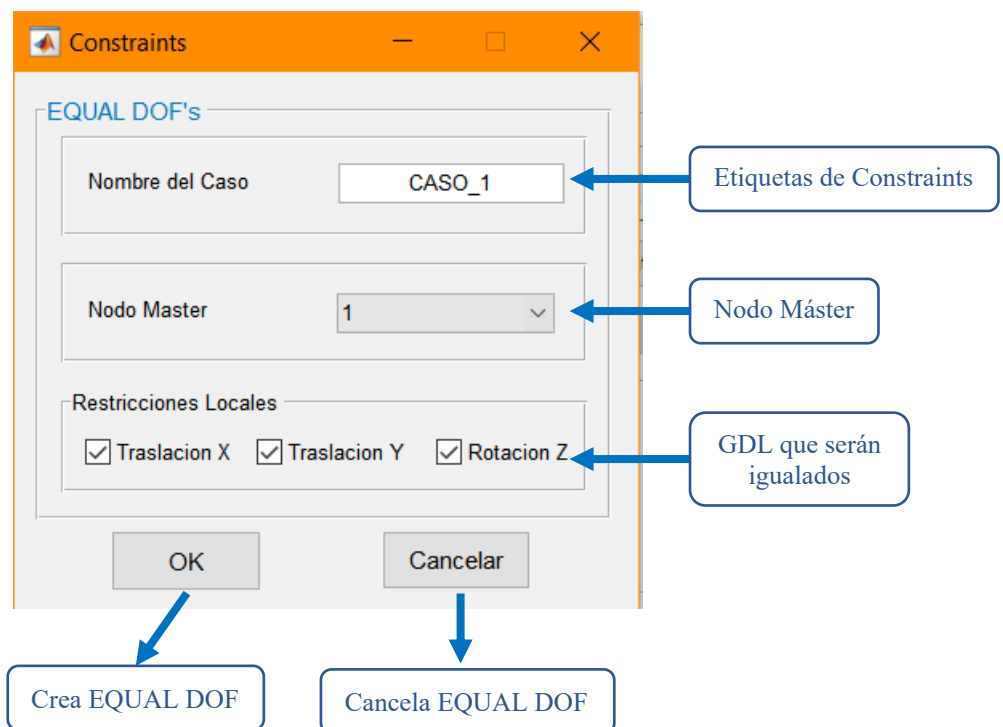 Constraints
EQUAL DOF's
Nombre del Caso
CASO_1
Etiquetas de Constraints
Nodo Master
1
Nodo Máster
Restricciones Locales
Traslacion X
Traslacion Y
Rotacion Z
GDL que serán
igualados
OK
Cancelar
Crea EQUAL DOF
Cancela EQUAL DOF